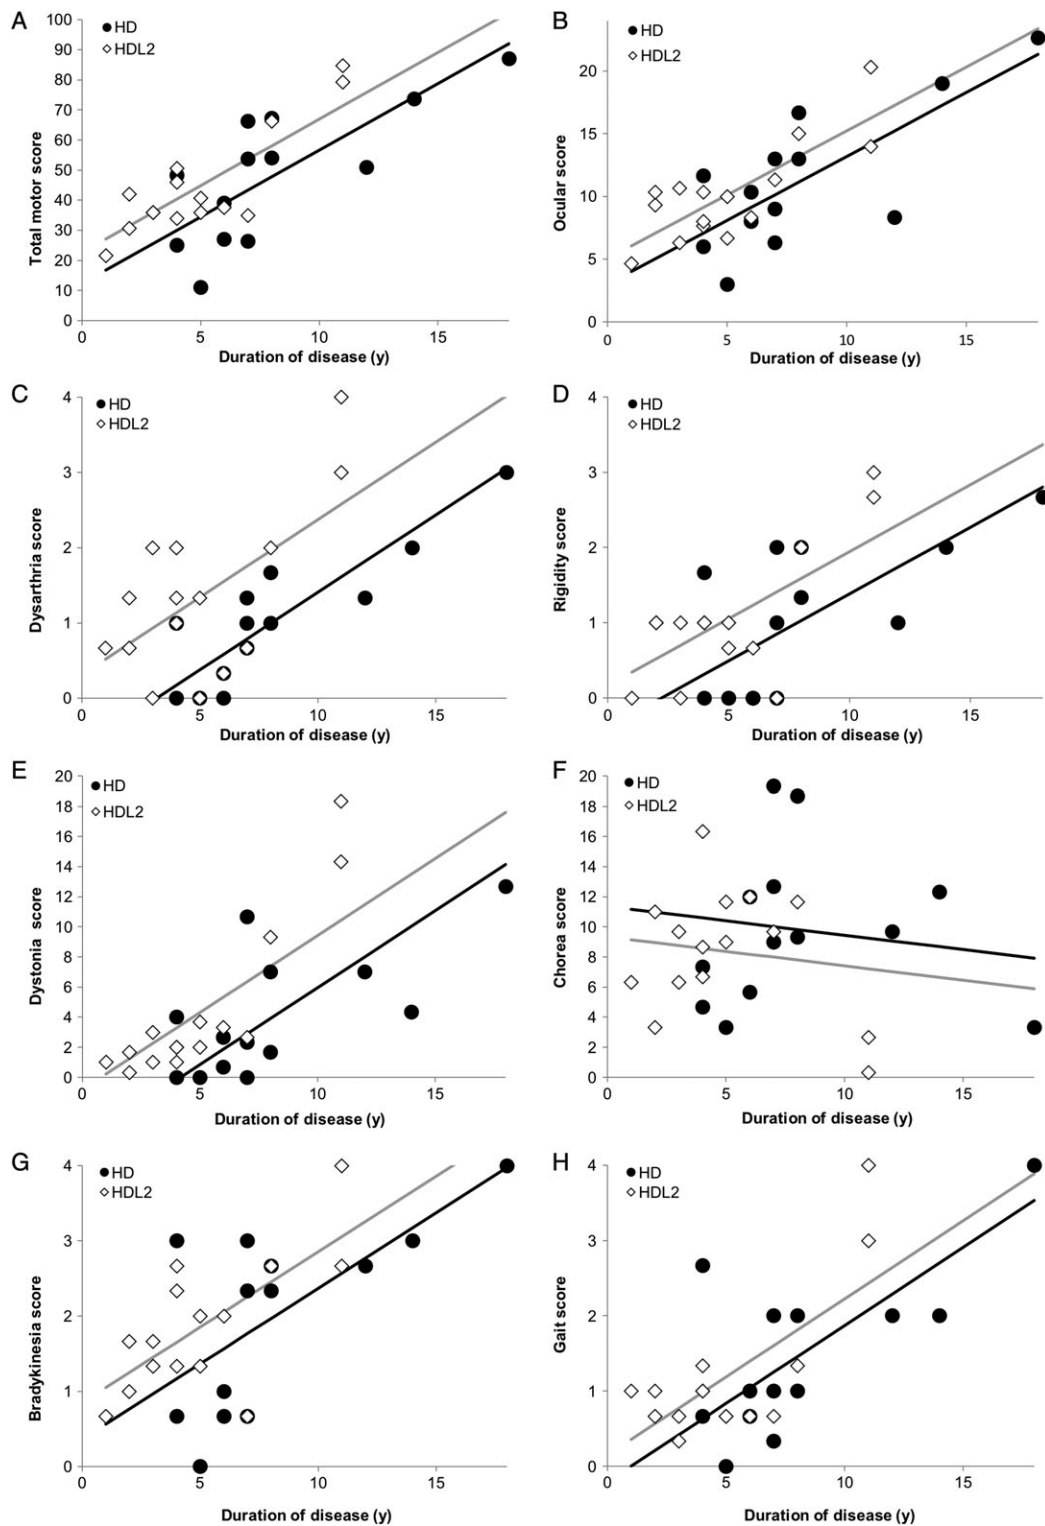 A
HD
HDL2
100
90
80
70
60
50
40
30
20
10
0
Total motor score
0 5 10 15
Duration of disease (y)
B
HD
HDL2
20
15
10
5
0
Ocular score
0 5 10 15
Duration of disease (y)
C
HD
HDL2
4
3
2
1
0
Dysarthria score
0 5 10 15
Duration of disease (y)
D
HD
HDL2
4
3
2
1
0
Rigidity score
0 5 10 15
Duration of disease (y)
E
HD
HDL2
20
18
16
14
12
10
8
6
4
2
0
Dystonia score
0 5 10 15
Duration of disease (y)
F
HD
HDL2
20
18
16
14
12
10
8
6
4
2
0
Chorea score
0 5 10 15
Duration of disease (y)
G
HD
HDL2
4
3
2
1
0
Bradykinesia score
0 5 10 15
Duration of disease (y)
H
HD
HDL2
4
3
2
1
0
Gait score
0 5 10 15
Duration of disease (y)